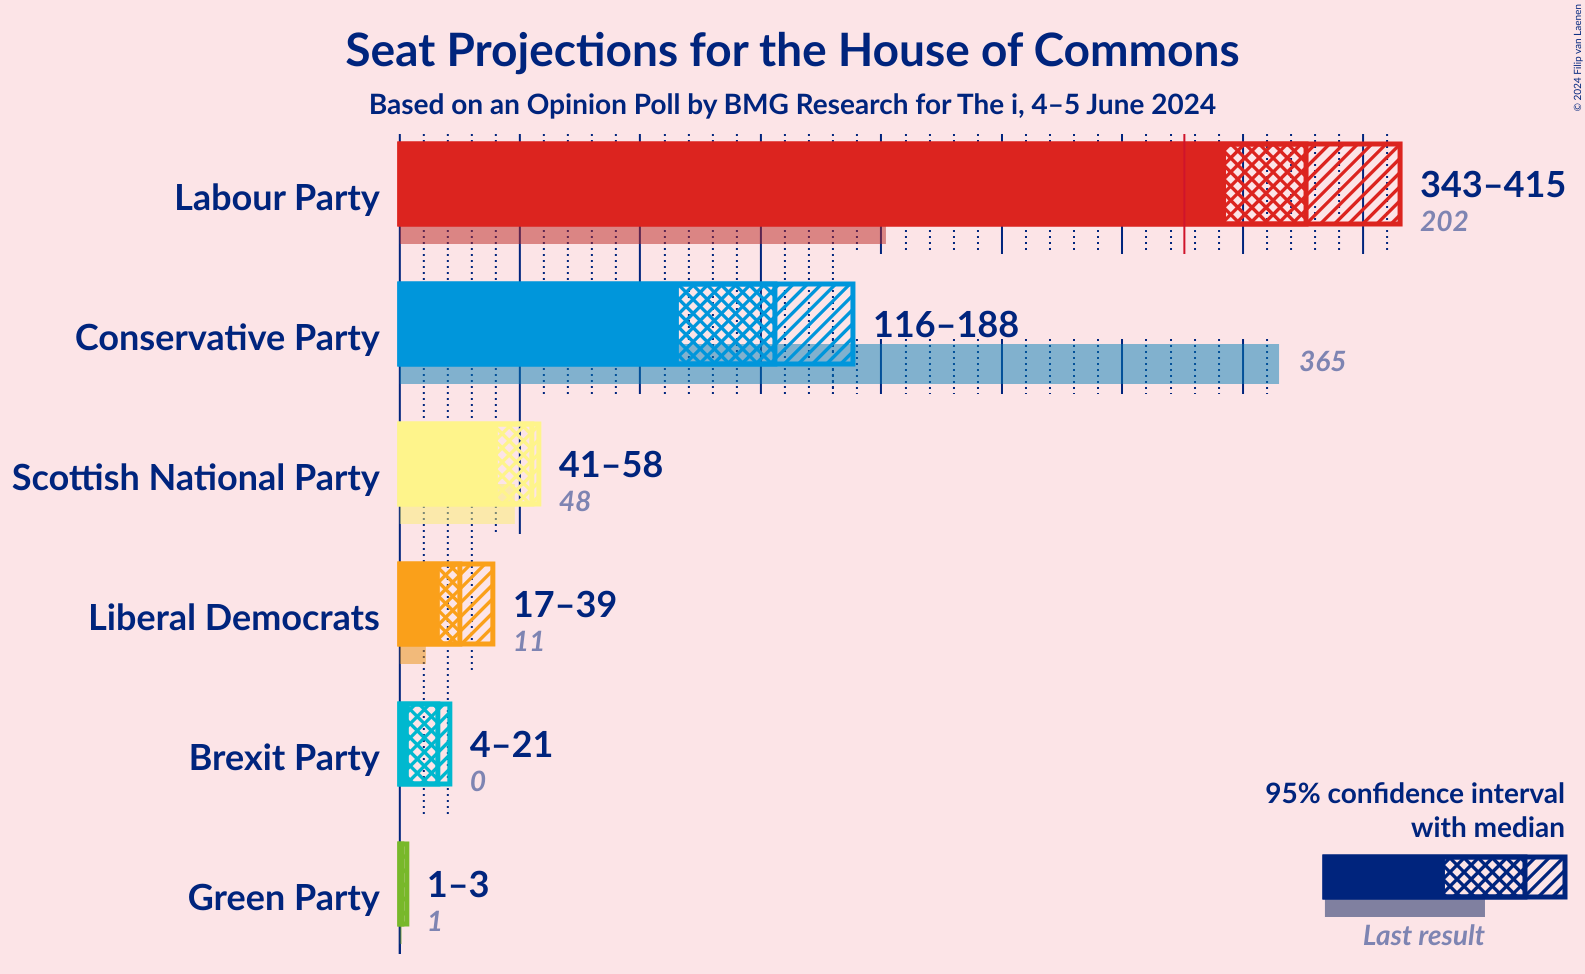 Seat Projections for the House of Commons
Based on an Opinion Poll by BMG Research for The i, 4–5 June 2024
© 2024 Filip van Laenen
Labour Party
343–415
202
Conservative Party
116–188
365
Scottish National Party
41–58
48
Liberal Democrats
17–39
11
Brexit Party
4–21
0
Green Party
1–3
1
95% confidence interval
with median
Last result